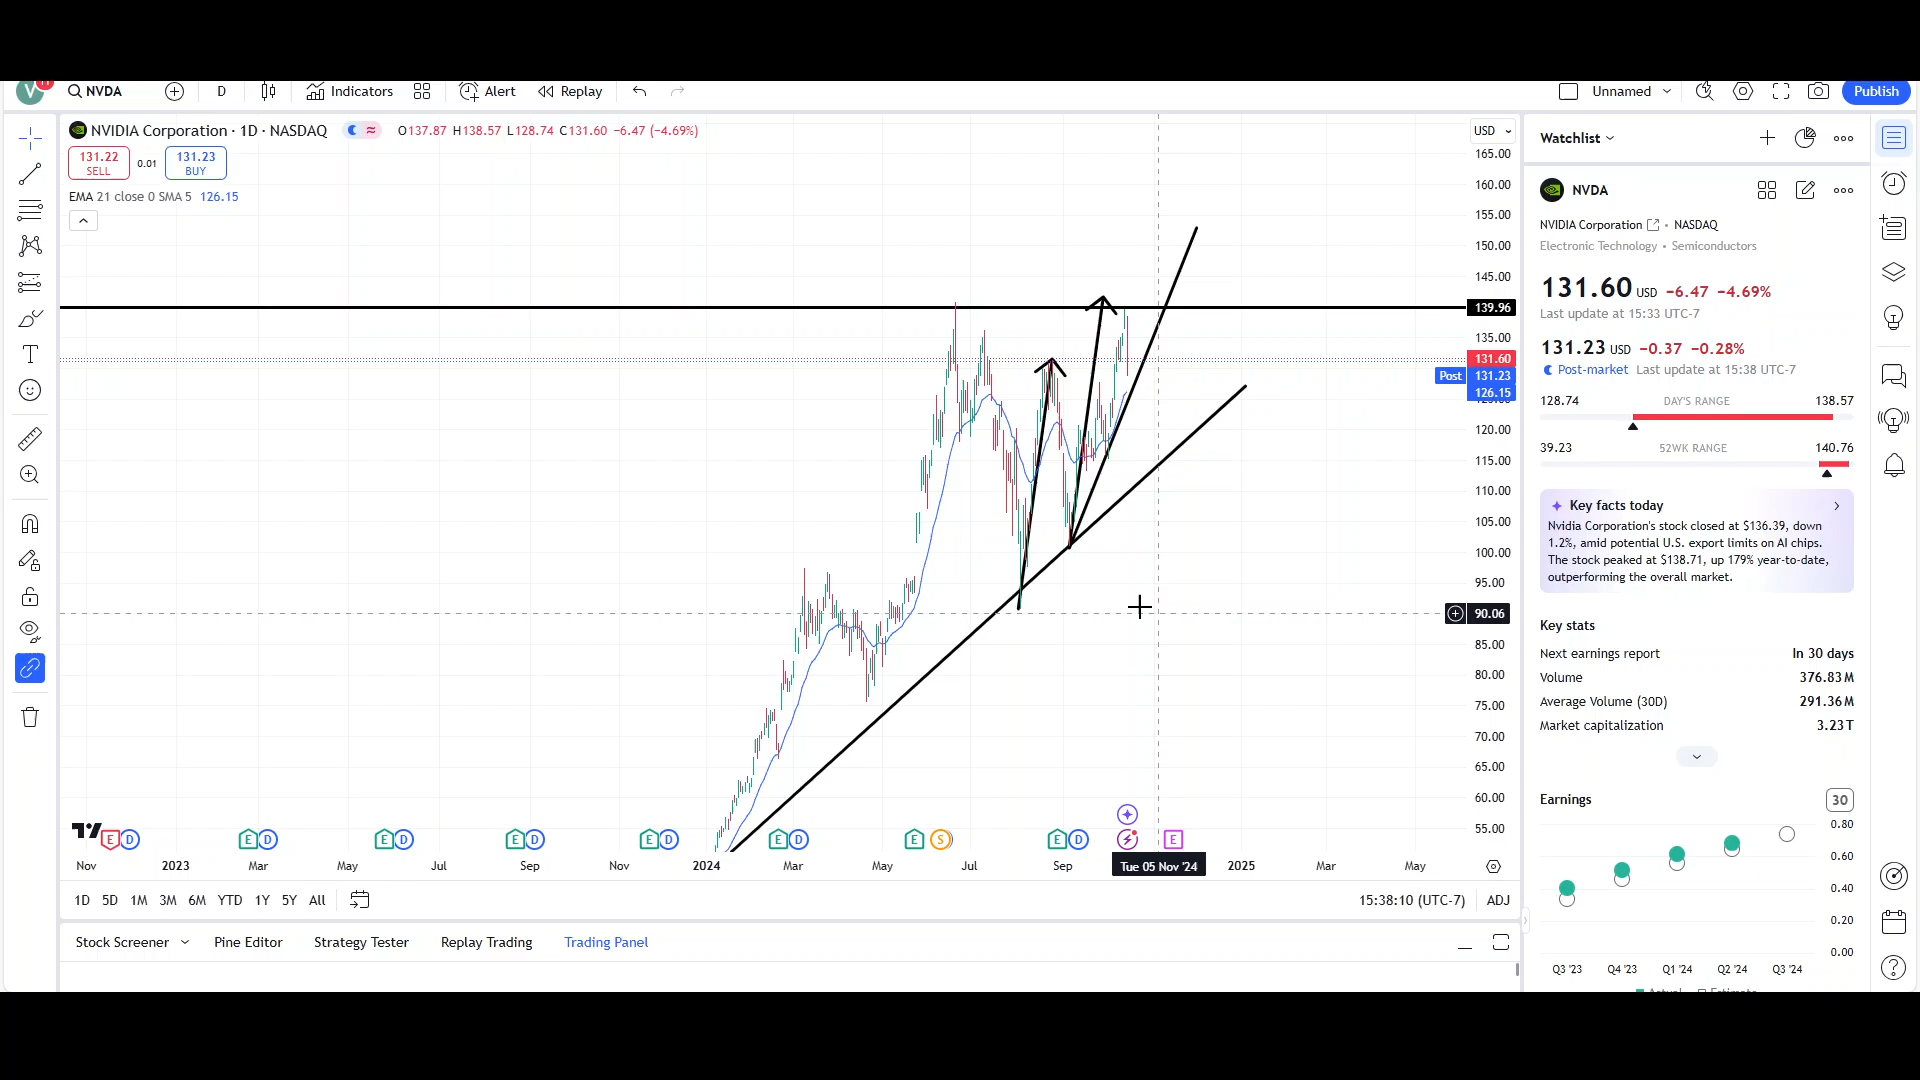 V 11 NVDA D Indicators Alert Replay Unnamed Publish
NVIDIA Corporation · 1D · NASDAQ O137.87 H138.57 L128.74 C131.60 −6.47 (−4.69%)
131.22 SELL 0.01 131.23 BUY
EMA 21 close 0 SMA 5 126.15
USD
165.00
160.00
155.00
150.00
145.00
139.96
135.00
131.60
Post 131.23
126.15
125.00
120.00
115.00
110.00
105.00
100.00
95.00
90.06
85.00
80.00
75.00
70.00
65.00
60.00
55.00
E D E D E D E D E D E D E S E D E
Nov 2023 Mar May Jul Sep Nov 2024 Mar May Jul Sep Tue 05 Nov '24 2025 Mar May
1D 5D 1M 3M 6M YTD 1Y 5Y All 15:38:10 (UTC-7) ADJ
Stock Screener Pine Editor Strategy Tester Replay Trading Trading Panel
Watchlist
NVDA
NVIDIA Corporation • NASDAQ
Electronic Technology • Semiconductors
131.60 USD −6.47 −4.69%
Last update at 15:33 UTC-7
131.23 USD −0.37 −0.28%
Post-market Last update at 15:38 UTC-7
128.74 DAY'S RANGE 138.57
39.23 52WK RANGE 140.76
Key facts today
Nvidia Corporation's stock closed at $136.39, down
1.2%, amid potential U.S. export limits on AI chips.
The stock peaked at $138.71, up 179% year-to-date,
outperforming the overall market.
Key stats
Next earnings report In 30 days
Volume 376.83M
Average Volume (30D) 291.36M
Market capitalization 3.23T
Earnings 30
0.80
0.60
0.40
0.20
0.00
Q3 '23 Q4 '23 Q1 '24 Q2 '24 Q3 '24